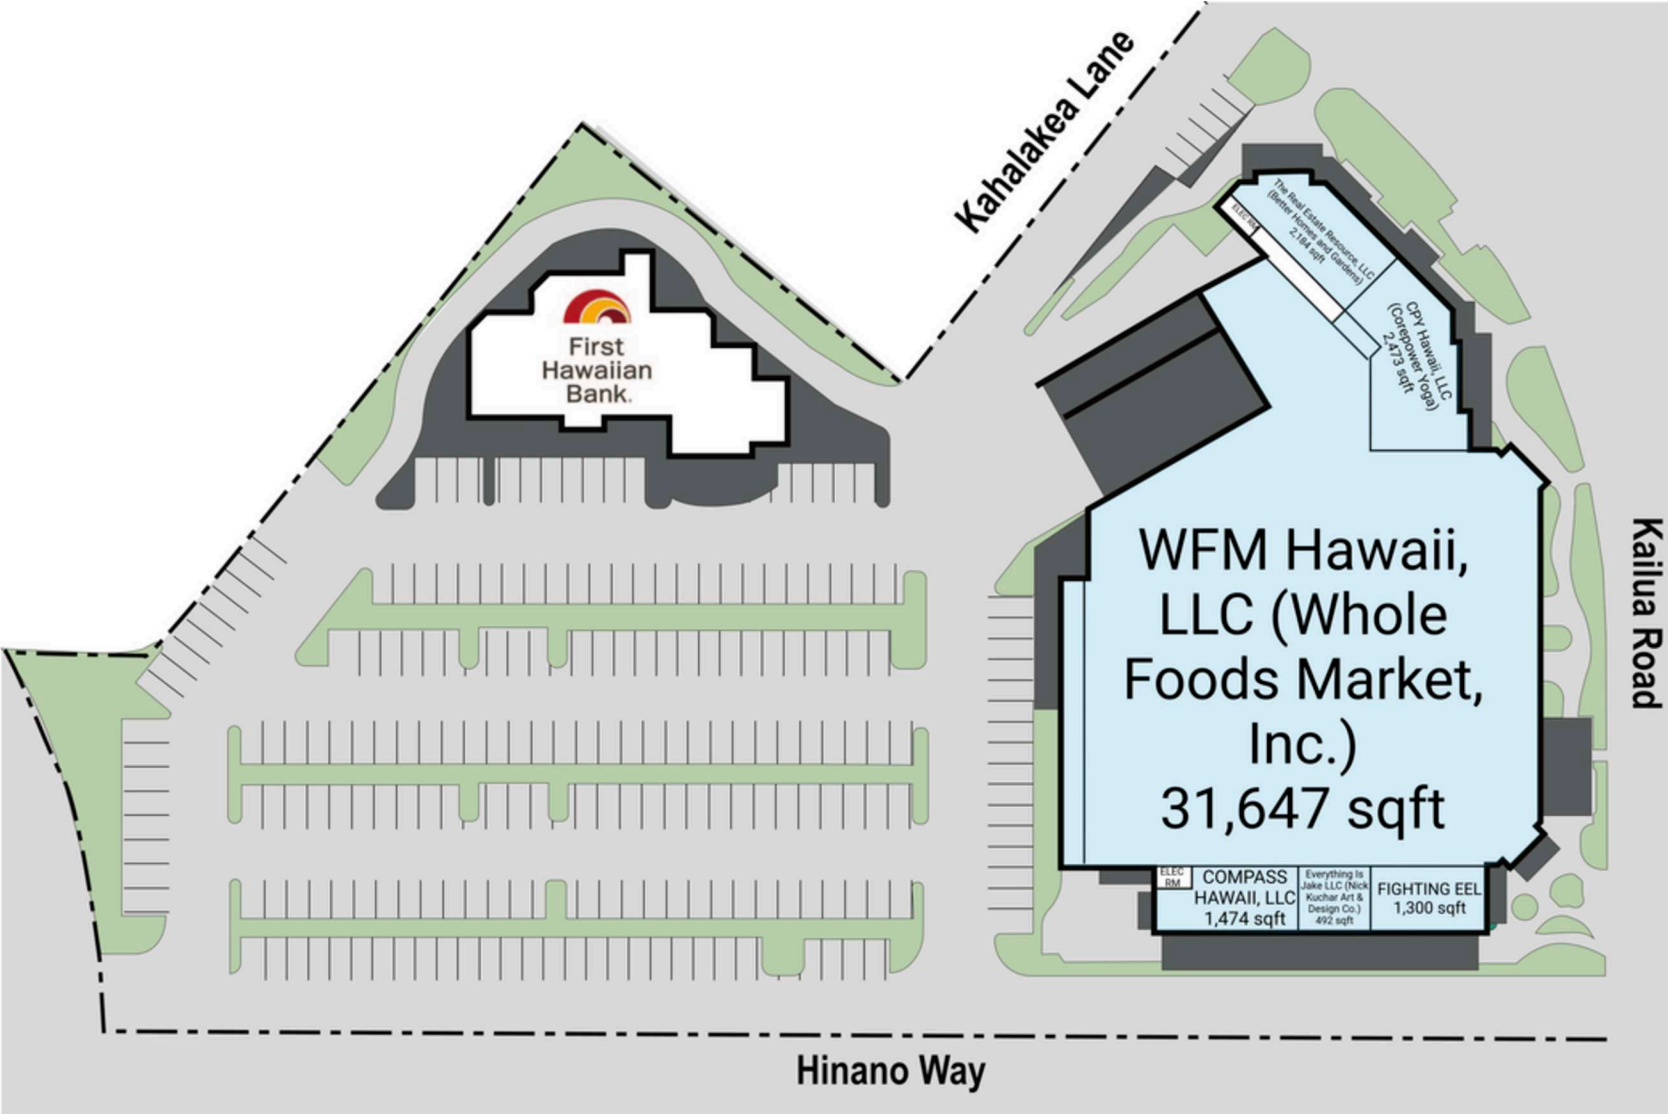 Kahalakea Lane
ELEC RM
The Real Estate Resource, LLC
(Better Homes and Gardens)
2,184 sqft
CPY Hawaii, LLC
(Corepower Yoga)
2,473 sqft
First
Hawaiian
Bank.
WFM Hawaii,
LLC (Whole
Foods Market,
Inc.)
31,647 sqft
Kailua Road
ELEC
RM
COMPASS
HAWAII, LLC
1,474 sqft
Everything Is
Jake LLC (Nick
Kuchar Art &
Design Co.)
492 sqft
FIGHTING EEL
1,300 sqft
Hinano Way